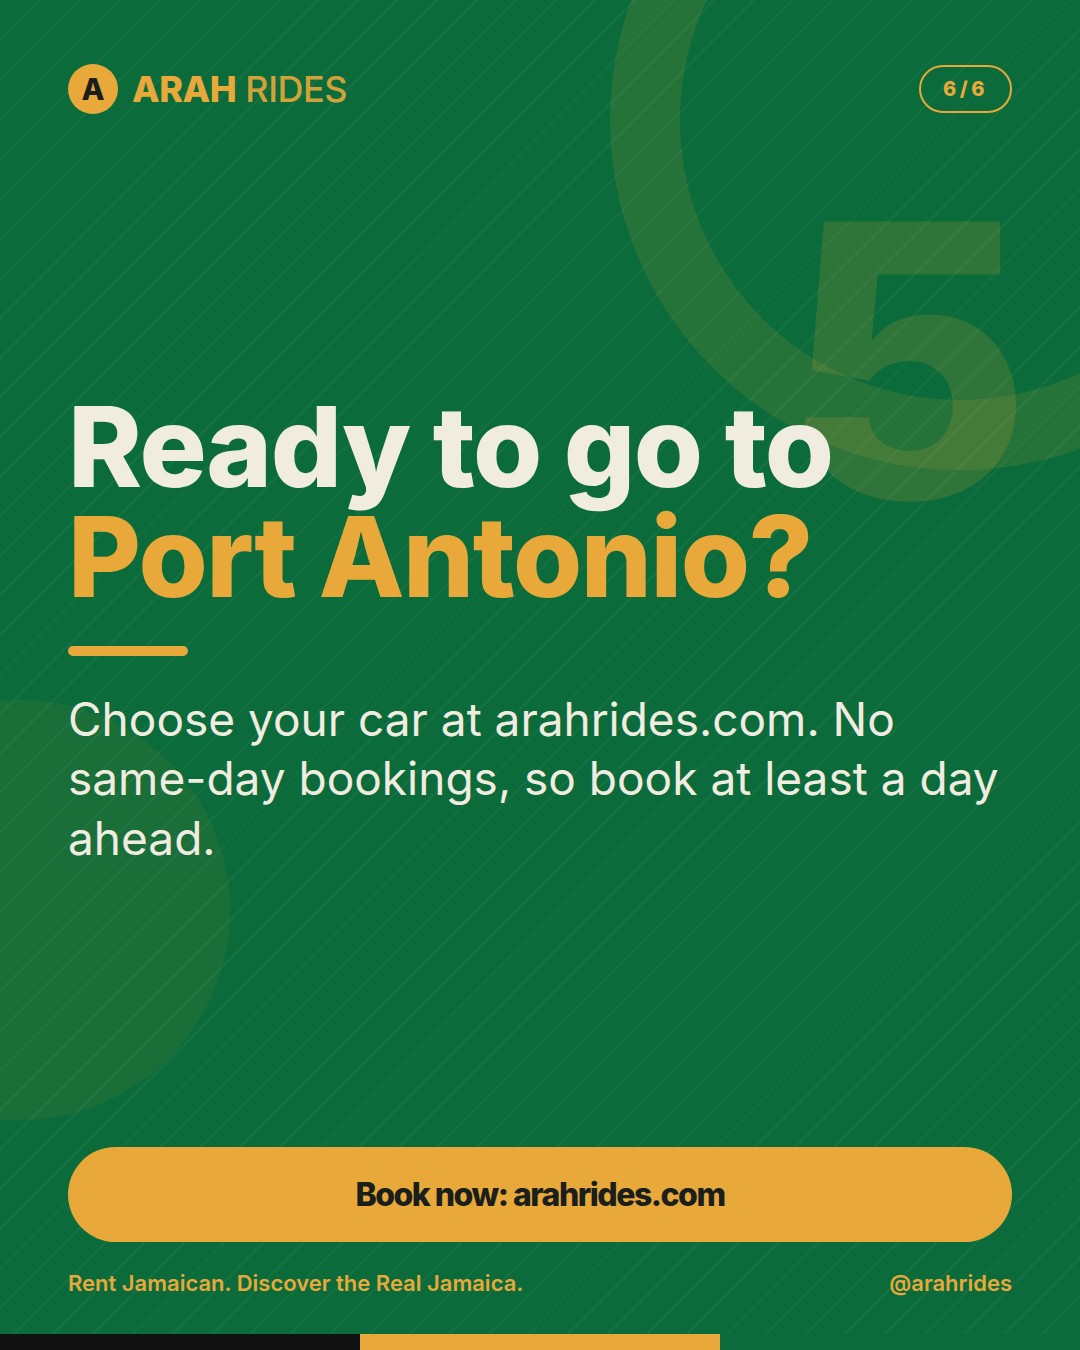 A ARAH RIDES
6/6
5
Ready to go to
Port Antonio?
Choose your car at arahrides.com. No
same-day bookings, so book at least a day
ahead.
Book now: arahrides.com
Rent Jamaican. Discover the Real Jamaica.
@arahrides